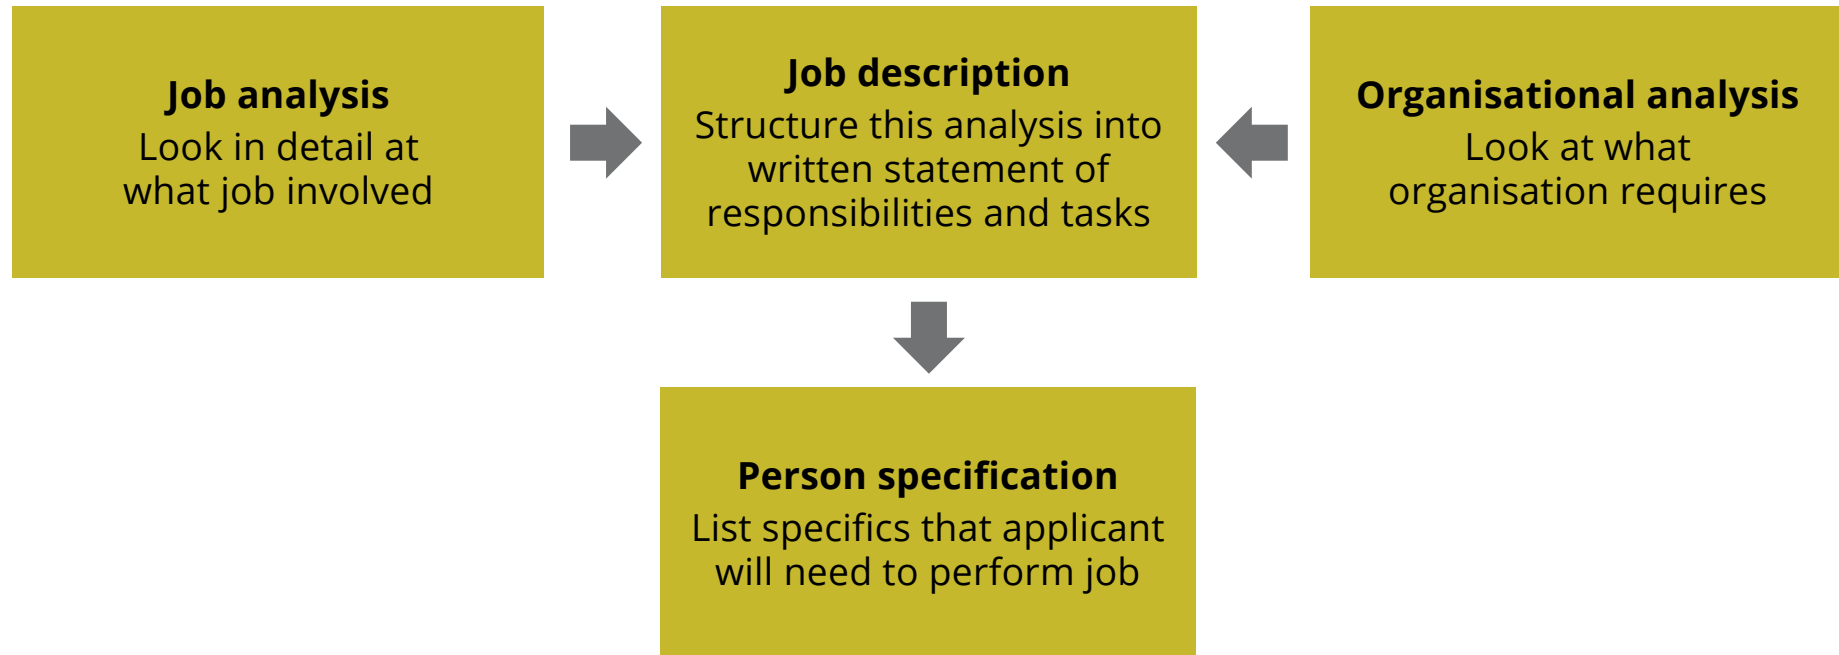 Job analysis
Look in detail at
what job involved
Job description
Structure this analysis into
written statement of
responsibilities and tasks
Organisational analysis
Look at what
organisation requires
Person specification
List specifics that applicant
will need to perform job